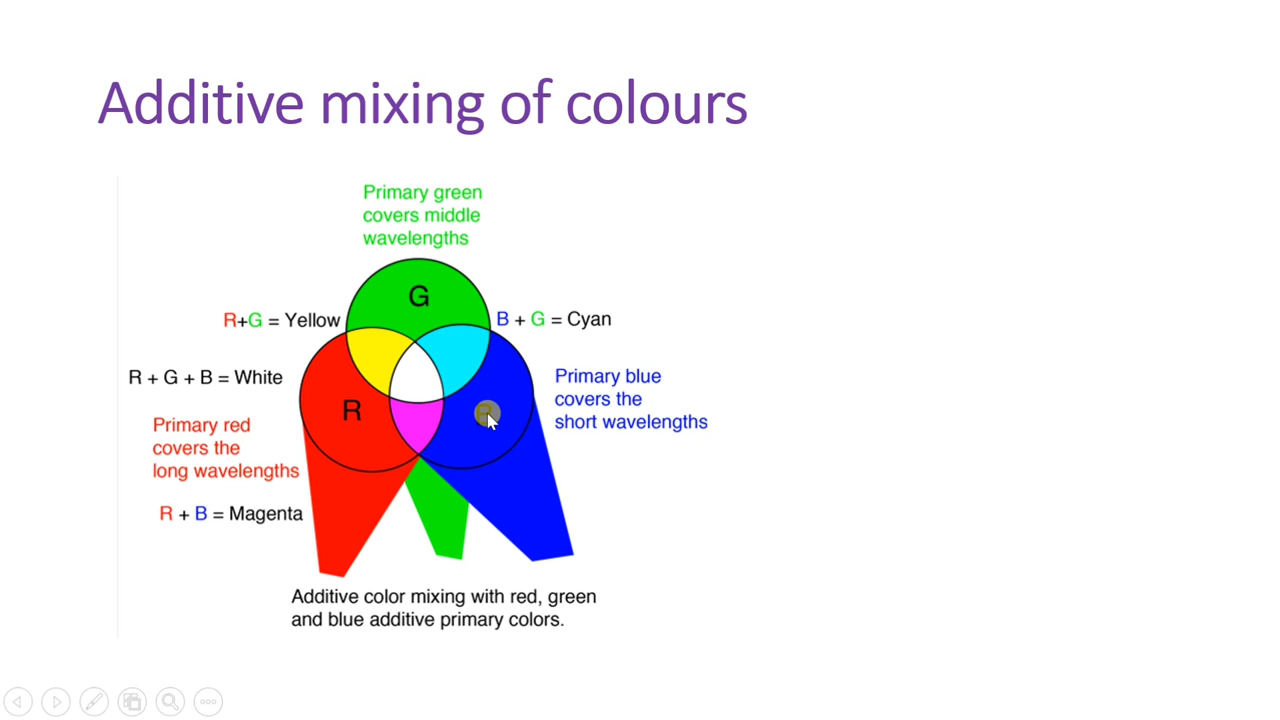 Additive mixing of colours
Primary green
covers middle
wavelengths
G
R+G = Yellow
B + G = Cyan
R + G + B = White
Primary blue
covers the
short wavelengths
R
B
Primary red
covers the
long wavelengths
R + B = Magenta
Additive color mixing with red, green
and blue additive primary colors.